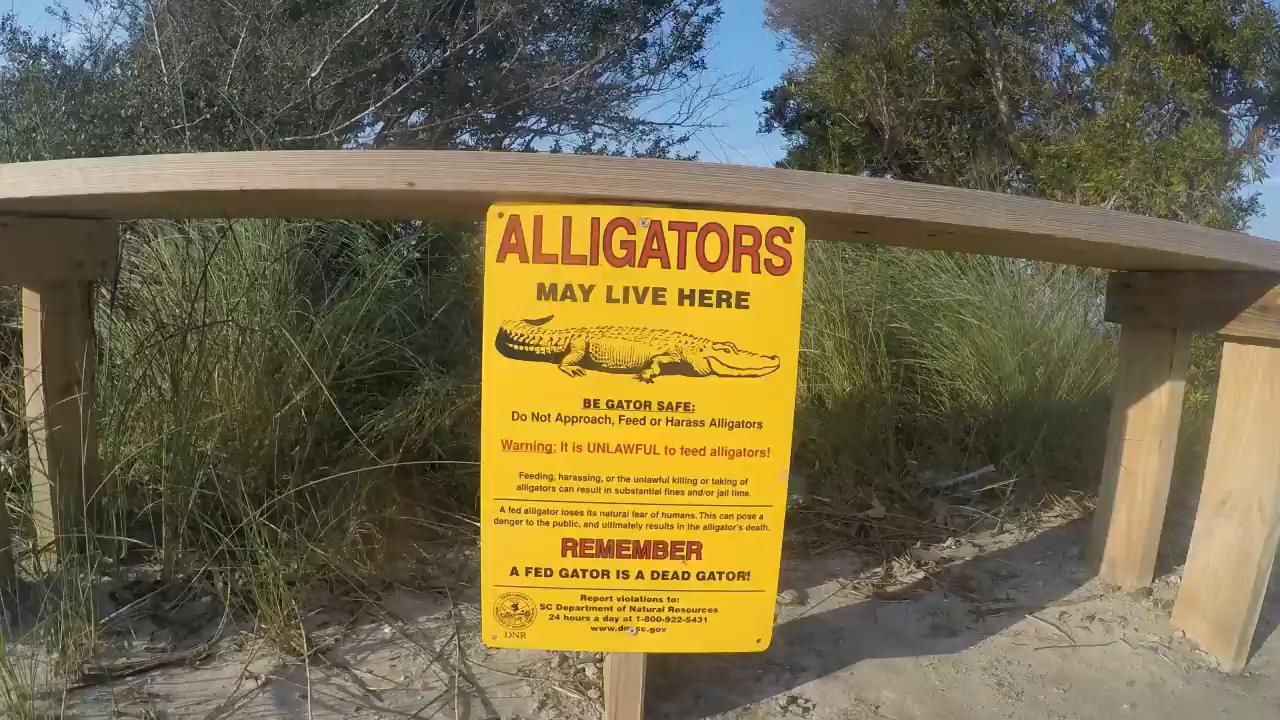 ALLIGATORS
MAY LIVE HERE
BE GATOR SAFE:
Do Not Approach, Feed or Harass Alligators
Warning: It is UNLAWFUL to feed alligators!
Feeding, harassing, or the unlawful killing or taking of
alligators can result in substantial fines and/or jail time.
A fed alligator loses its natural fear of humans. This can pose a
danger to the public, and ultimately results in the alligator's death.
REMEMBER
A FED GATOR IS A DEAD GATOR!
Report violations to:
SC Department of Natural Resources
24 hours a day at 1-800-922-5431
www.dnr.sc.gov
DNR